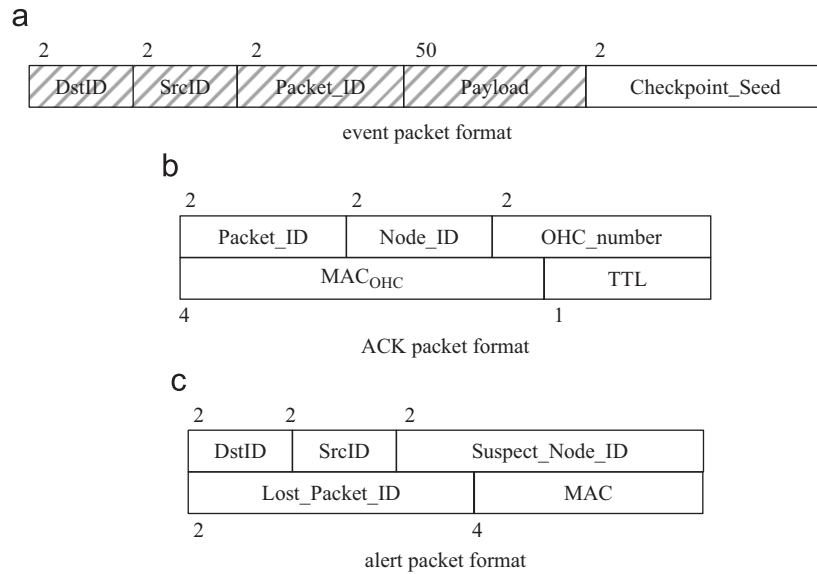 a
2 2 2 50 2
DstID SrcID Packet_ID Payload Checkpoint_Seed
event packet format
b
2 2 2
Packet_ID Node_ID OHC_number
MACOHC TTL
4 1
ACK packet format
c
2 2 2
DstID SrcID Suspect_Node_ID
Lost_Packet_ID MAC
2 4
alert packet format